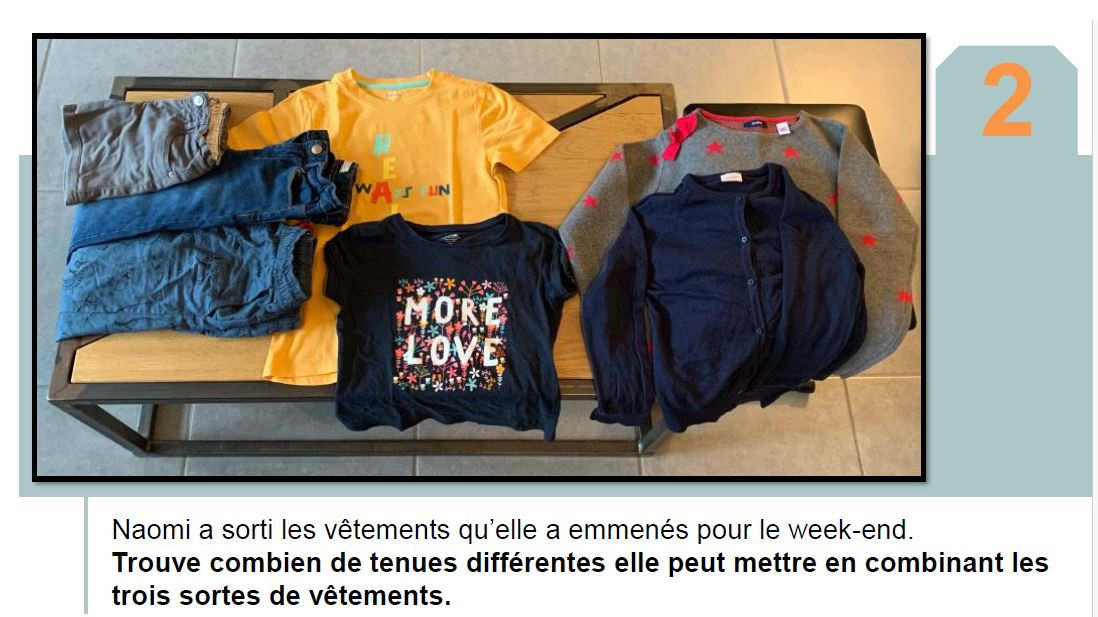 2
MORE
LOVE
Naomi a sorti les vêtements qu'elle a emmenés pour le week-end.
Trouve combien de tenues différentes elle peut mettre en combinant les
trois sortes de vêtements.